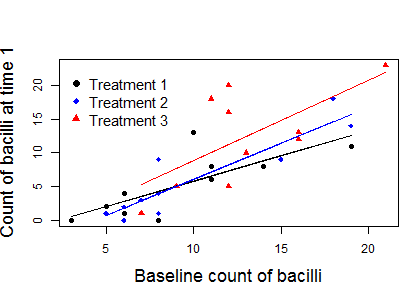 Treatment 1
Treatment 2
Treatment 3
Count of bacilli at time 1
20
15
10
5
0
5
10
15
20
Baseline count of bacilli